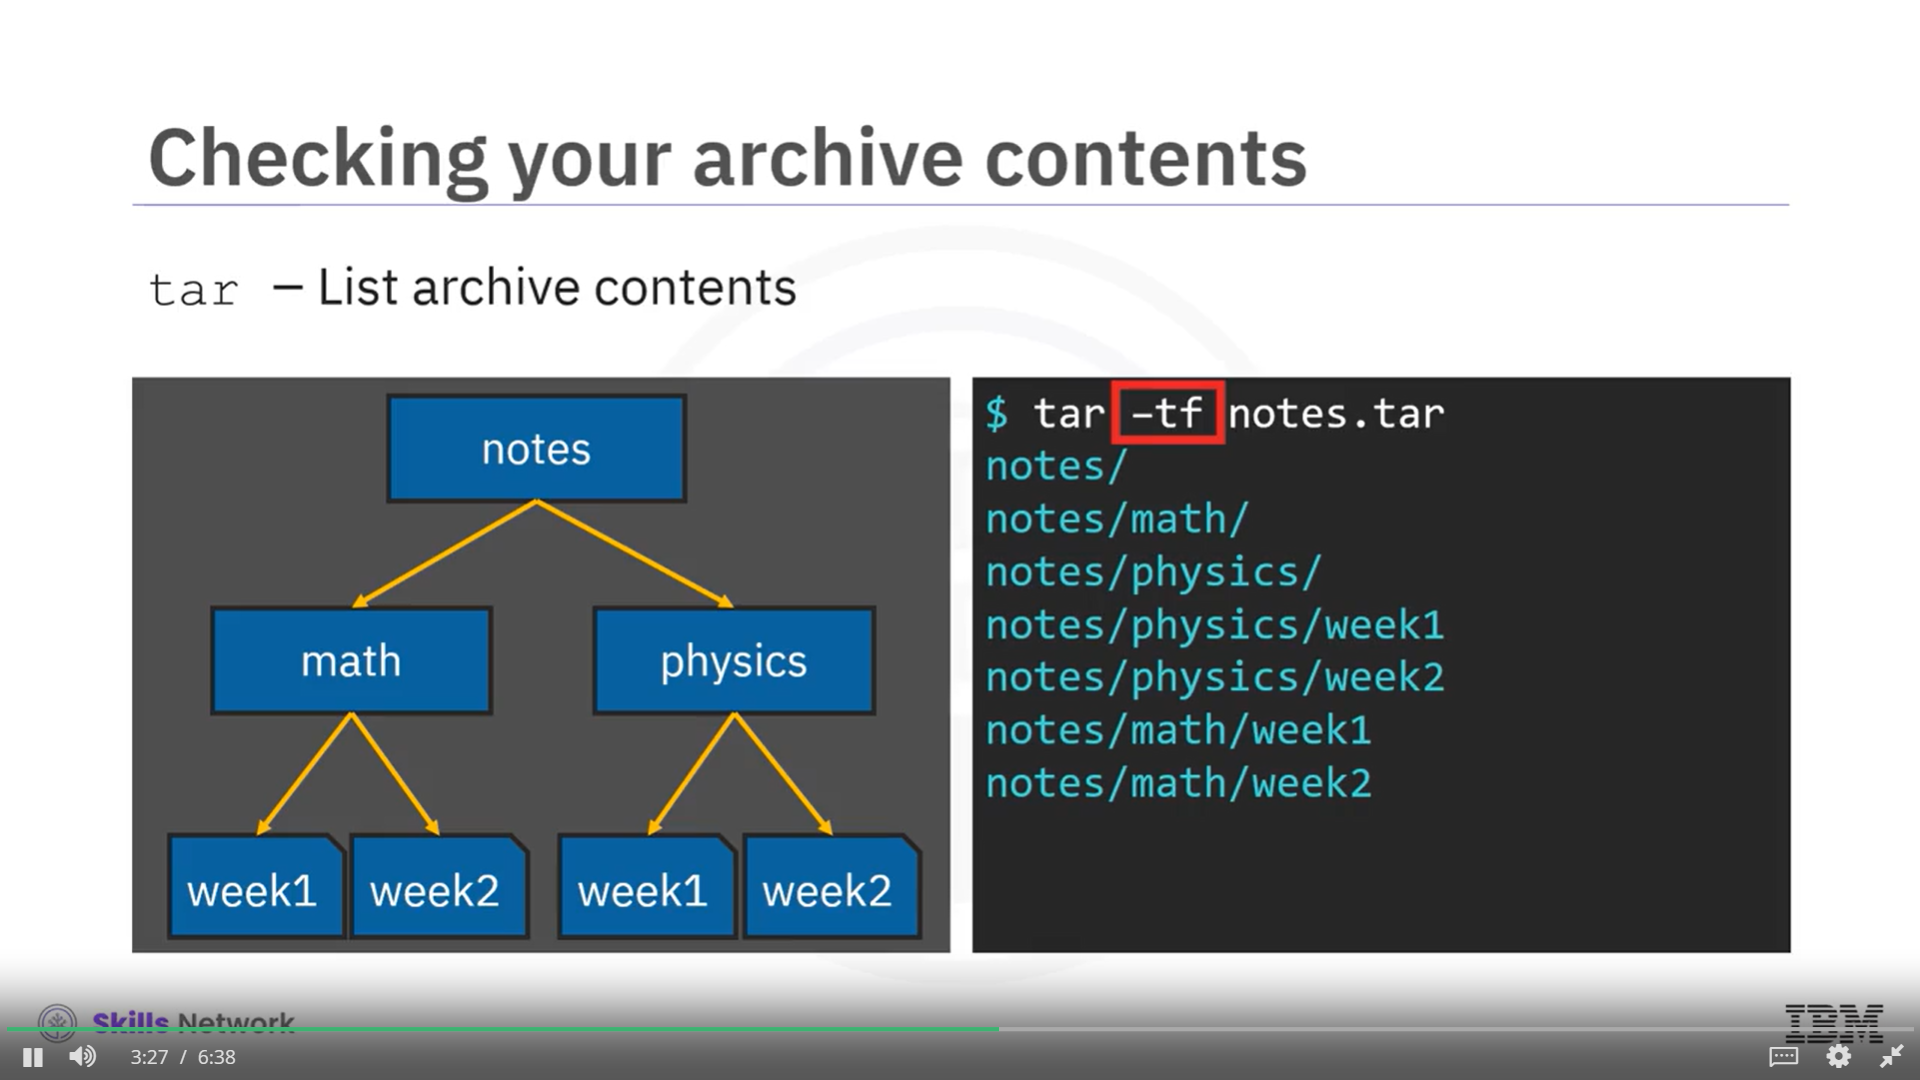 Checking your archive contents
tar – List archive contents
notes
math physics
week1 week2 week1 week2
$ tar -tf notes.tar
notes/
notes/math/
notes/physics/
notes/physics/week1
notes/physics/week2
notes/math/week1
notes/math/week2
Skills Network
IBM
3:27 / 6:38